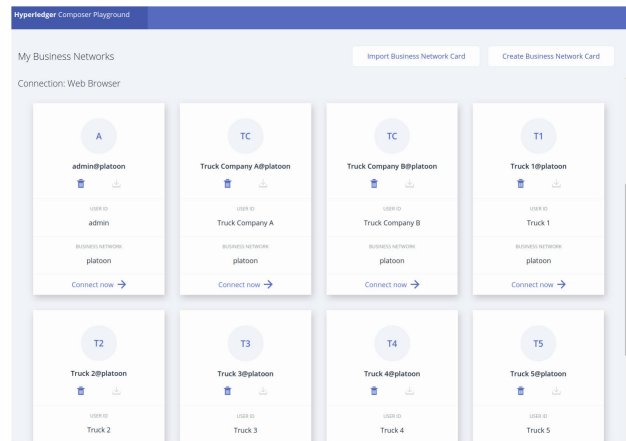 Hyperledger Composer Playground
My Business Networks
Import Business Network Card
Create Business Network Card
Connection: Web Browser
A
admin@platoon
USER ID
admin
BUSINESS NETWORK
platoon
Connect now →
TC
Truck Company A@platoon
USER ID
Truck Company A
BUSINESS NETWORK
platoon
Connect now →
TC
Truck Company B@platoon
USER ID
Truck Company B
BUSINESS NETWORK
platoon
Connect now →
T1
Truck 1@platoon
USER ID
Truck 1
BUSINESS NETWORK
platoon
Connect now →
T2
Truck 2@platoon
USER ID
Truck 2
T3
Truck 3@platoon
USER ID
Truck 3
T4
Truck 4@platoon
USER ID
Truck 4
T5
Truck 5@platoon
USER ID
Truck 5